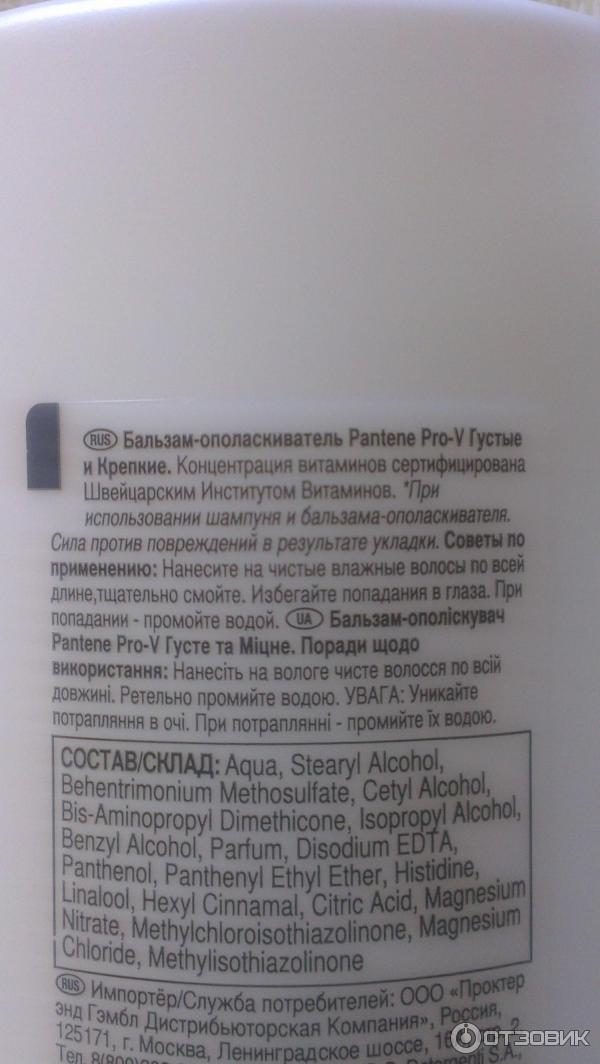 RUS Бальзам-ополаскиватель Pantene Pro-V Густые
и Крепкие. Концентрация витаминов сертифицирована
Швейцарским Институтом Витаминов. *При
использовании шампуня и бальзама-ополаскивателя.
Сила против повреждений в результате укладки. Советы по
применению: Нанесите на чистые влажные волосы по всей
длине,тщательно смойте. Избегайте попадания в глаза. При
попадании - промойте водой. UA Бальзам-ополіскувач
Pantene Pro-V Густе та Міцне. Поради щодо
використання: Нанесіть на вологе чисте волосся по всій
довжині. Ретельно промийте водою. УВАГА: Уникайте
потрапляння в очі. При потраплянні - промийте їх водою.
СОСТАВ/СКЛАД: Aqua, Stearyl Alcohol,
Behentrimonium Methosulfate, Cetyl Alcohol,
Bis-Aminopropyl Dimethicone, Isopropyl Alcohol,
Benzyl Alcohol, Parfum, Disodium EDTA,
Panthenol, Panthenyl Ethyl Ether, Histidine,
Linalool, Hexyl Cinnamal, Citric Acid, Magnesium
Nitrate, Methylchloroisothiazolinone, Magnesium
Chloride, Methylisothiazolinone
RUS Импортёр/Служба потребителей: ООО «Проктер
энд Гэмбл Дистрибьюторская Компания», Россия,
125171, г. Москва, Ленинградское шоссе, 2
Тел. S.A.
ОТЗОВИК